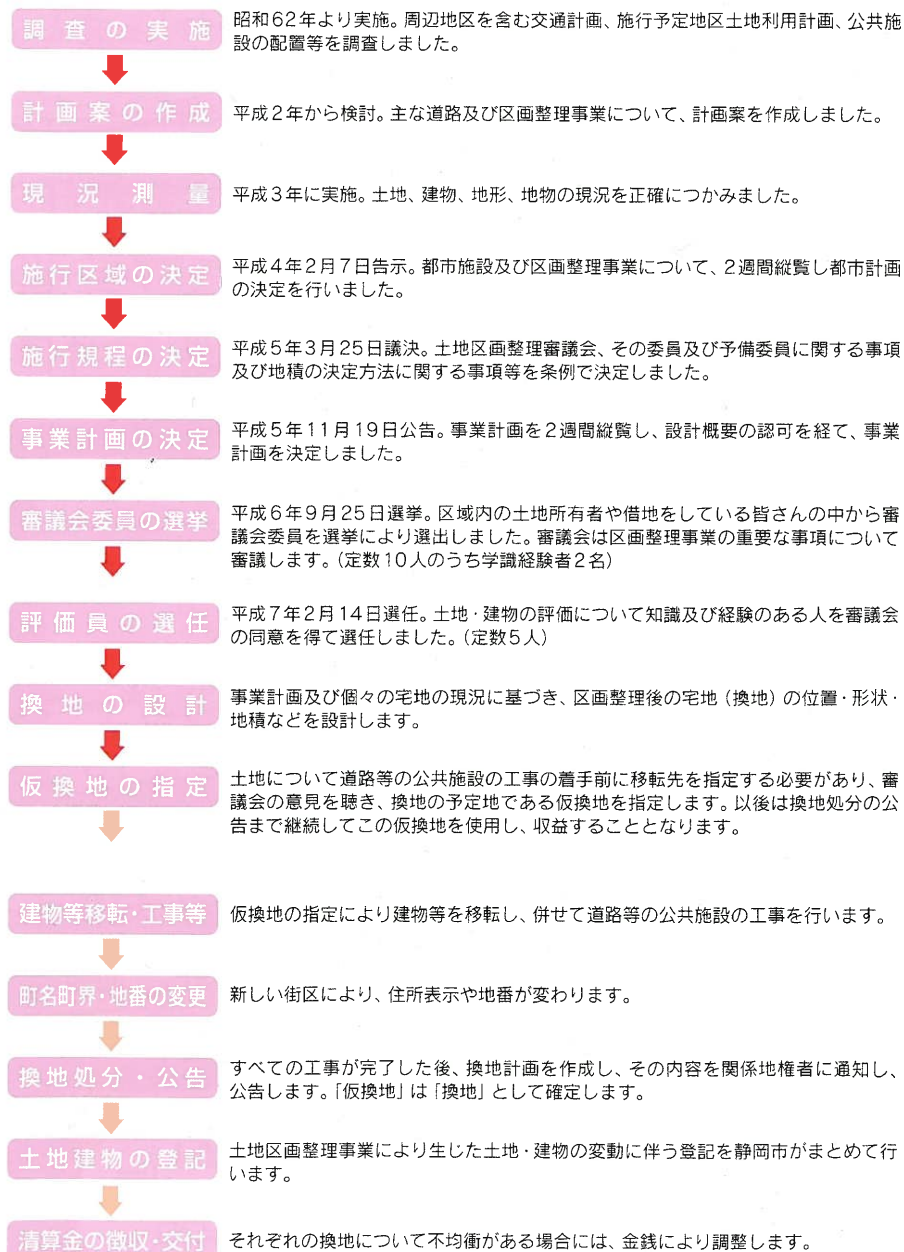 調査の実施
昭和62年より実施。周辺地区を含む交通計画、施行予定地区土地利用計画、公共施
設の配置等を調査しました。
計画案の作成
平成2年から検討。主な道路及び区画整理事業について、計画案を作成しました。
現況測量
平成3年に実施。土地、建物、地形、地物の現況を正確につかみました。
施行区域の決定
平成4年2月7日告示。都市施設及び区画整理事業について、2週間縦覧し都市計画
の決定を行いました。
施行規程の決定
平成5年3月25日議決。土地区画整理審議会、その委員及び予備委員に関する事項
及び地積の決定方法に関する事項等を条例で決定しました。
事業計画の決定
平成5年11月19日公告。事業計画を2週間縦覧し、設計概要の認可を経て、事業
計画を決定しました。
審議会委員の選挙
平成6年9月25日選挙。区域内の土地所有者や借地をしている皆さんの中から審
議会委員を選挙により選出しました。審議会は区画整理事業の重要な事項について
審議します。(定数10人のうち学識経験者2名)
評価員の選任
平成7年2月14日選任。土地・建物の評価について知識及び経験のある人を審議会
の同意を得て選任しました。(定数5人)
換地の設計
事業計画及び個々の宅地の現況に基づき、区画整理後の宅地(換地)の位置・形状・
地積などを設計します。
仮換地の指定
土地について道路等の公共施設の工事の着手前に移転先を指定する必要があり、審
議会の意見を聴き、換地の予定地である仮換地を指定します。以後は換地処分の公
告まで継続してこの仮換地を使用し、収益することとなります。
建物等移転・工事等
仮換地の指定により建物等を移転し、併せて道路等の公共施設の工事を行います。
町名町界・地番の変更
新しい街区により、住所表示や地番が変わります。
換地処分・公告
すべての工事が完了した後、換地計画を作成し、その内容を関係地権者に通知し、
公告します。「仮換地」は「換地」として確定します。
土地建物の登記
土地区画整理事業により生じた土地・建物の変動に伴う登記を静岡市がまとめて行
います。
清算金の徴収・交付
それぞれの換地について不均衡がある場合には、金銭により調整します。